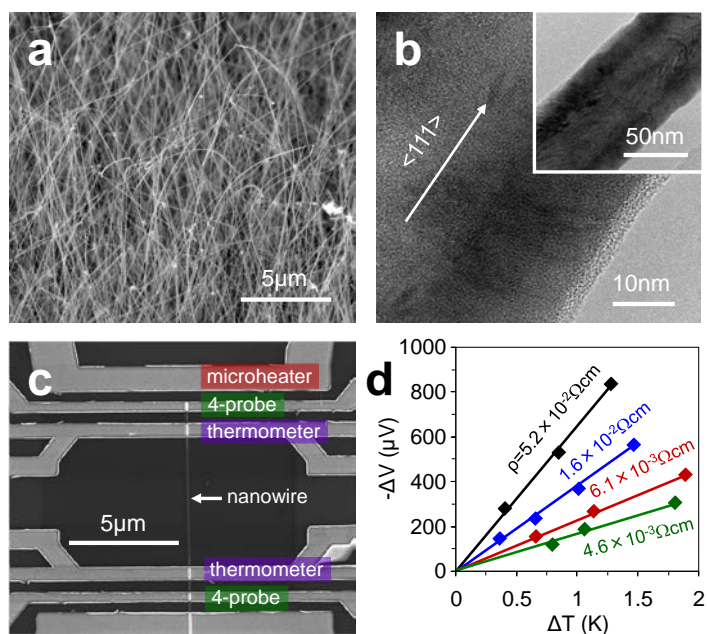 a
5μm
b
<111>
50nm
10nm
c
microheater
4-probe
thermometer
nanowire
5μm
thermometer
4-probe
d
1000
800
600
400
200
0
-ΔV (μV)
ρ=5.2×10⁻²Ωcm
1.6×10⁻²Ωcm
6.1×10⁻³Ωcm
4.6×10⁻³Ωcm
0 0.5 1 1.5 2
ΔT (K)